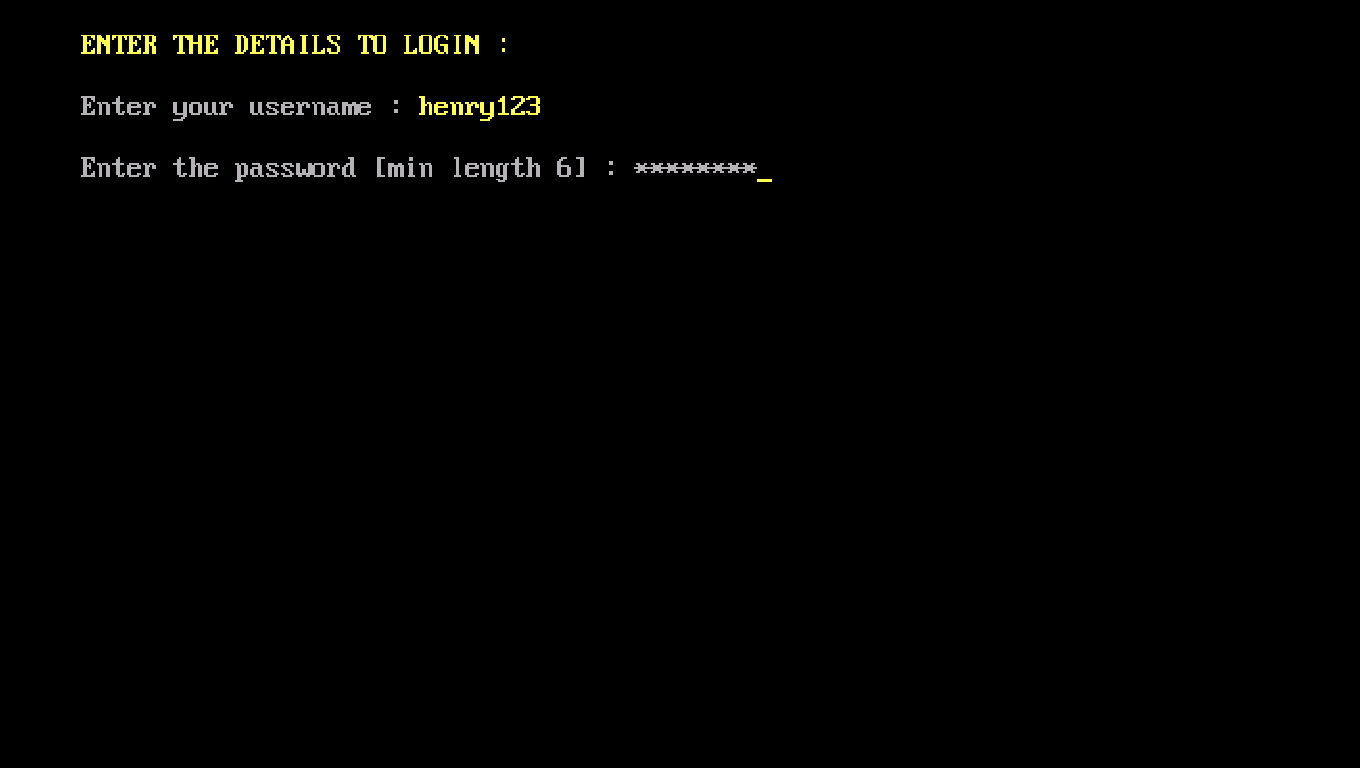 ENTER THE DETAILS TO LOGIN :
Enter your username : henry123
Enter the password [min length 6] : ********_